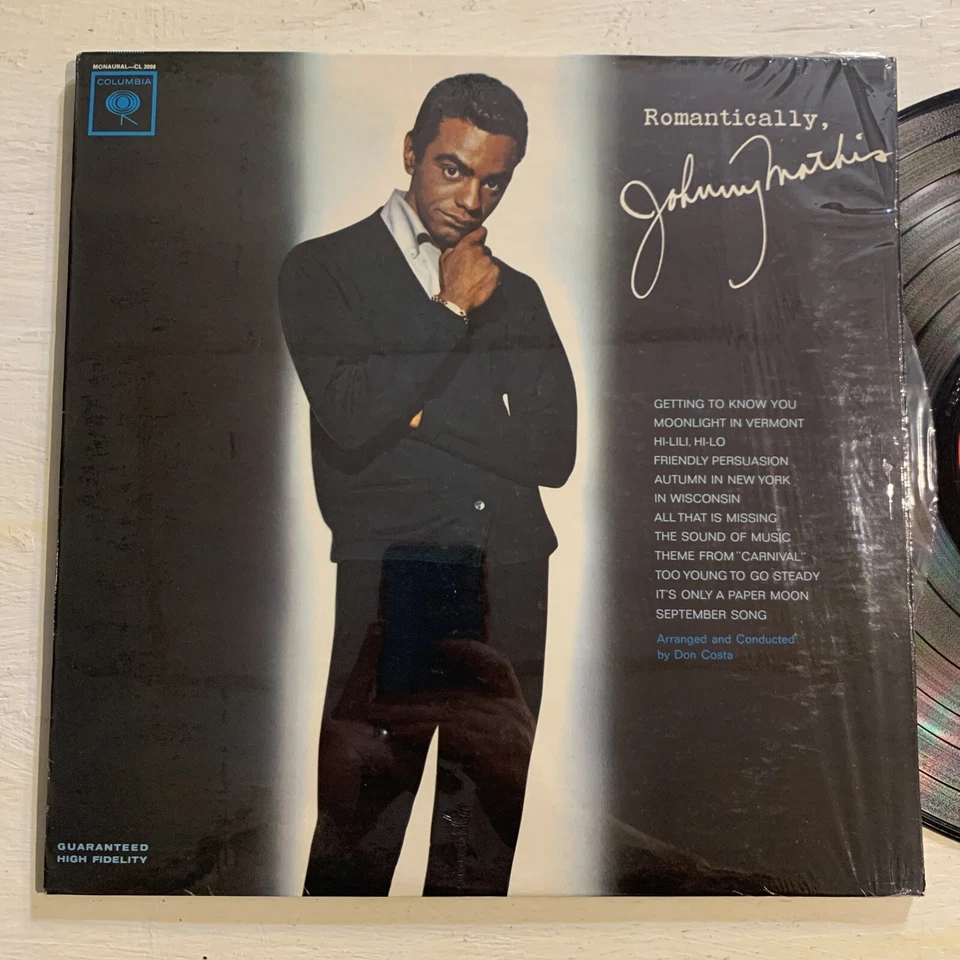 MONAURAL—CL 2098
COLUMBIA
Romantically,
Johnny Mathis
GETTING TO KNOW YOU
MOONLIGHT IN VERMONT
HI-LILI, HI-LO
FRIENDLY PERSUASION
AUTUMN IN NEW YORK
IN WISCONSIN
ALL THAT IS MISSING
THE SOUND OF MUSIC
THEME FROM "CARNIVAL"
TOO YOUNG TO GO STEADY
IT'S ONLY A PAPER MOON
SEPTEMBER SONG
Arranged and Conducted
by Don Costa
GUARANTEED
HIGH FIDELITY